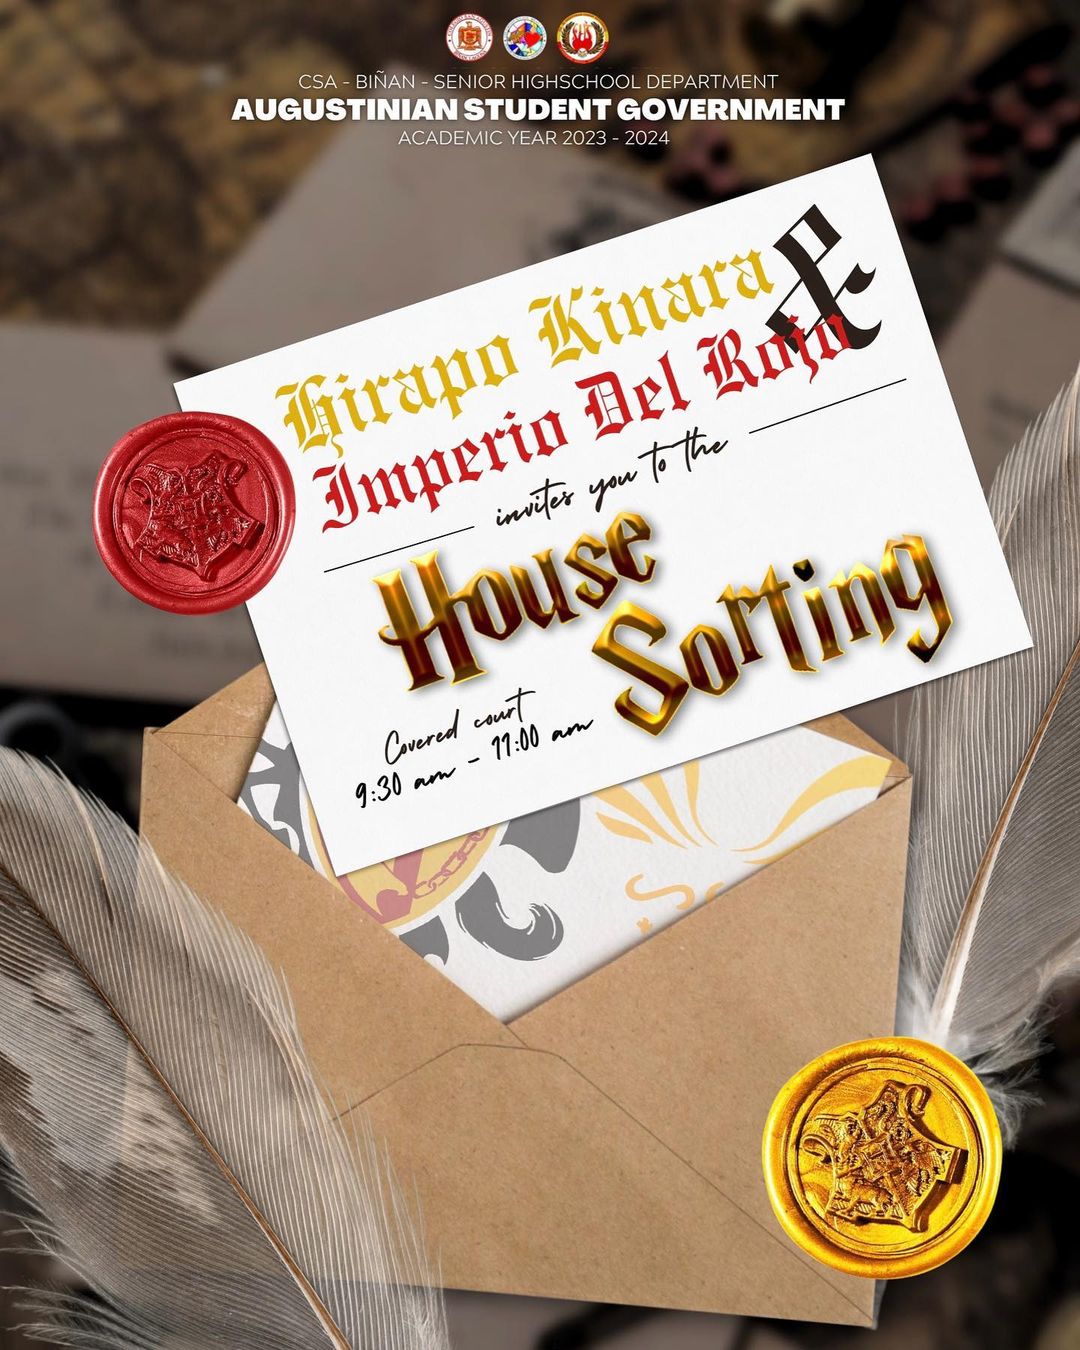 CSA - BIÑAN - SENIOR HIGHSCHOOL DEPARTMENT
AUGUSTINIAN STUDENT GOVERNMENT
ACADEMIC YEAR 2023 - 2024
Hirapo Kinara &
Imperio Del Rojo
invites you to the
House
Sorting
Covered court
9:30 am - 11:00 am